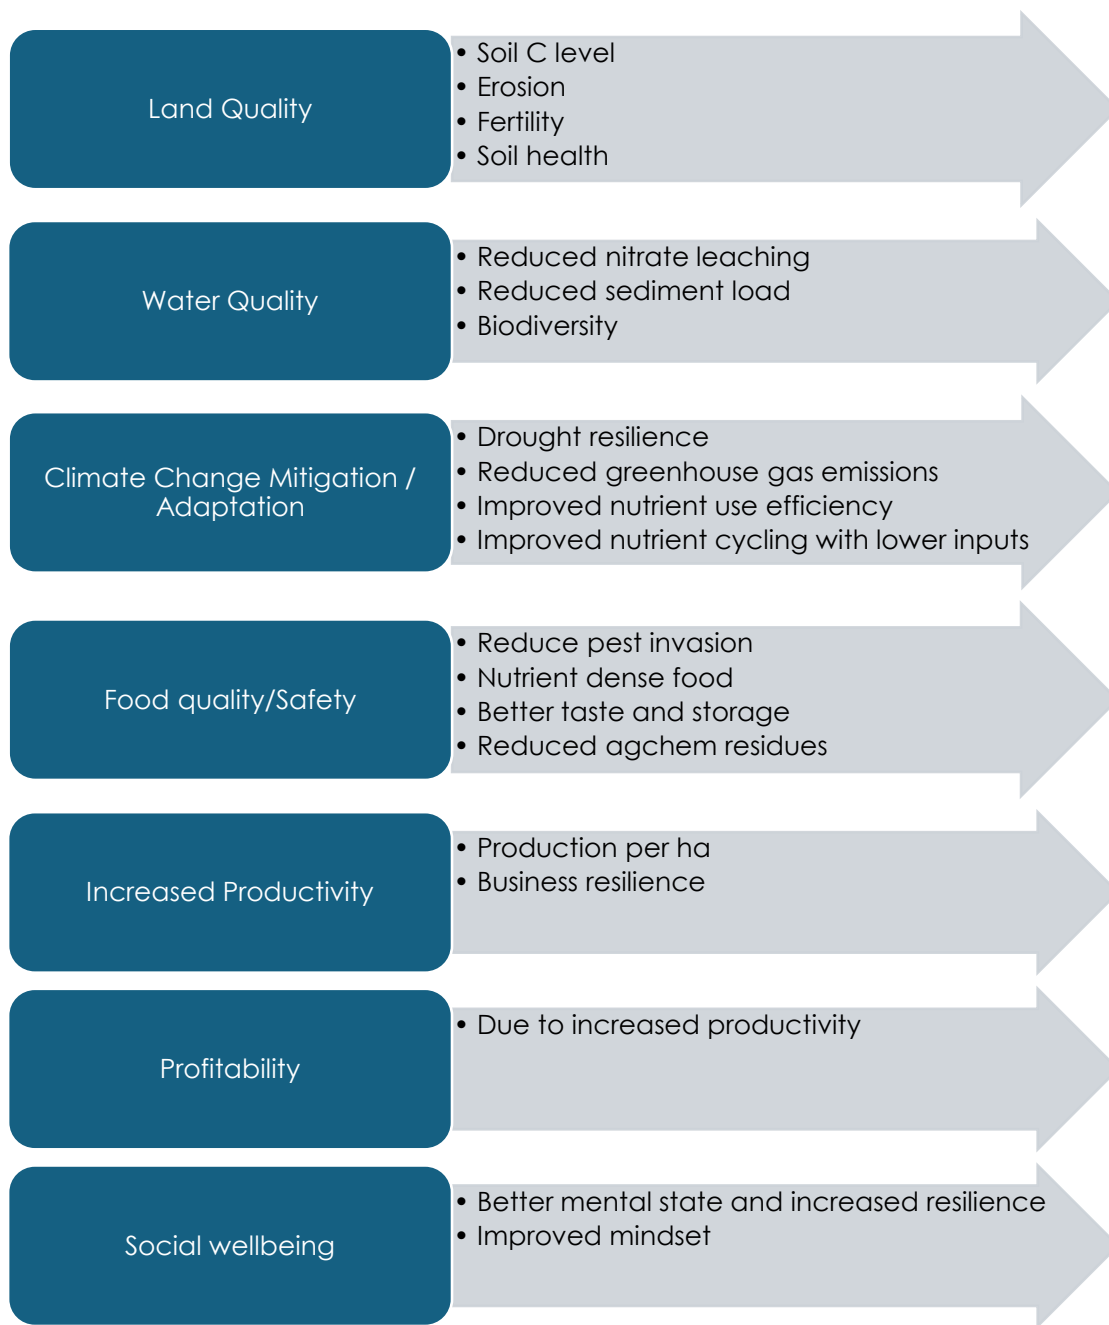 Land Quality
• Soil C level
• Erosion
• Fertility
• Soil health
Water Quality
• Reduced nitrate leaching
• Reduced sediment load
• Biodiversity
Climate Change Mitigation /
Adaptation
• Drought resilience
• Reduced greenhouse gas emissions
• Improved nutrient use efficiency
• Improved nutrient cycling with lower inputs
Food quality/Safety
• Reduce pest invasion
• Nutrient dense food
• Better taste and storage
• Reduced agchem residues
Increased Productivity
• Production per ha
• Business resilience
Profitability
• Due to increased productivity
Social wellbeing
• Better mental state and increased resilience
• Improved mindset